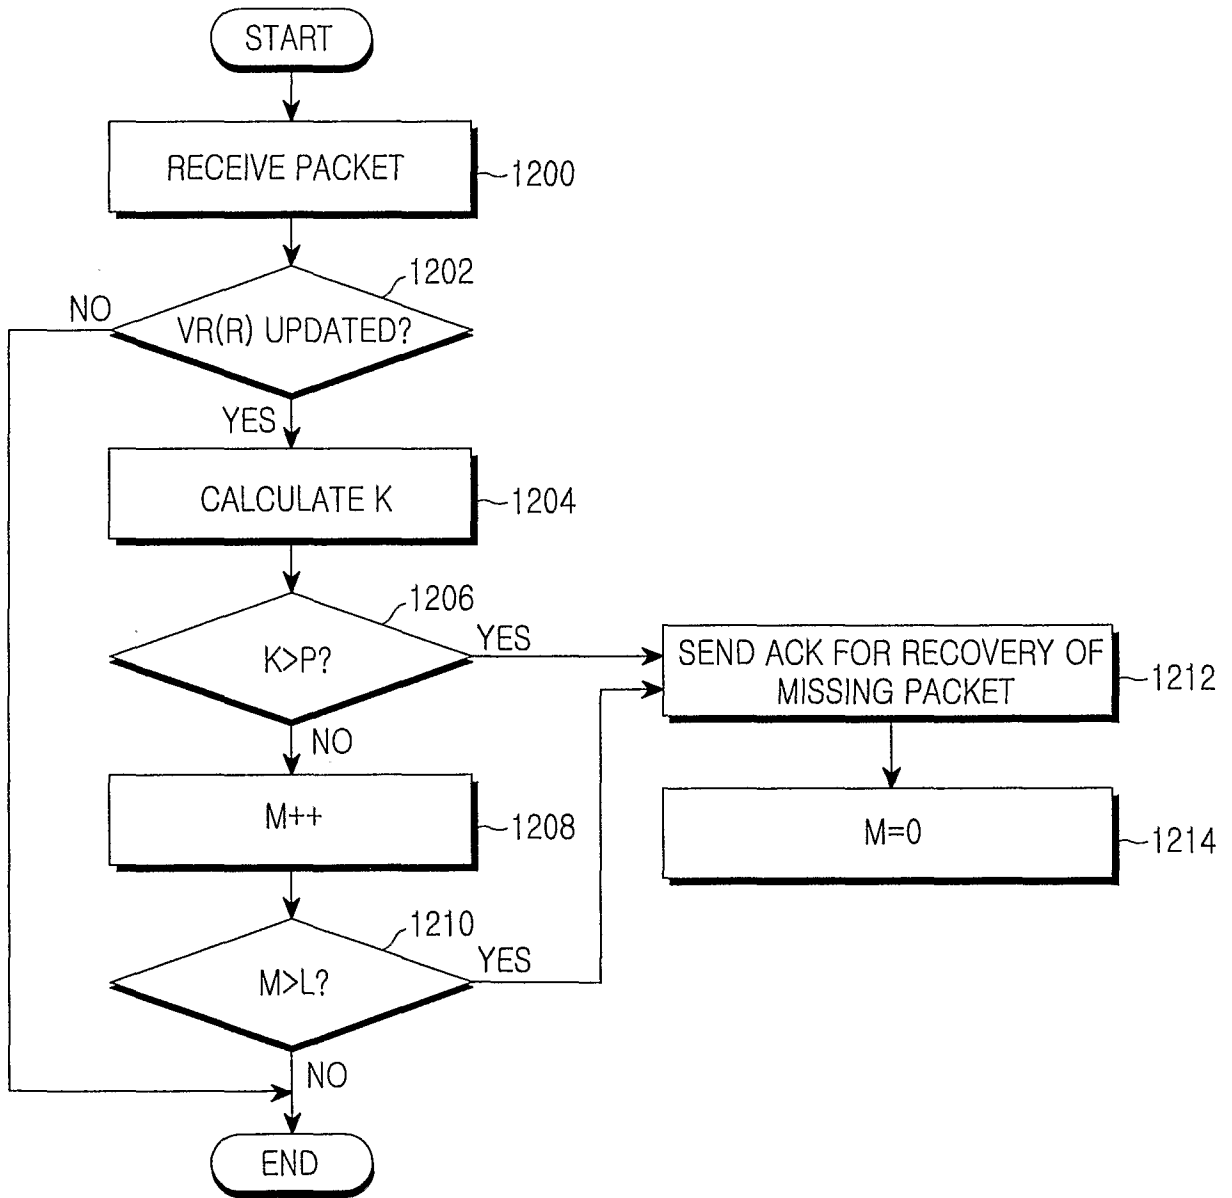 START
RECEIVE PACKET
1200
1202
NO
VR(R) UPDATED?
YES
CALCULATE K
1204
1206
K>P?
YES
SEND ACK FOR RECOVERY OF
MISSING PACKET
1212
NO
M++
1208
M=0
1214
1210
M>L?
YES
NO
END